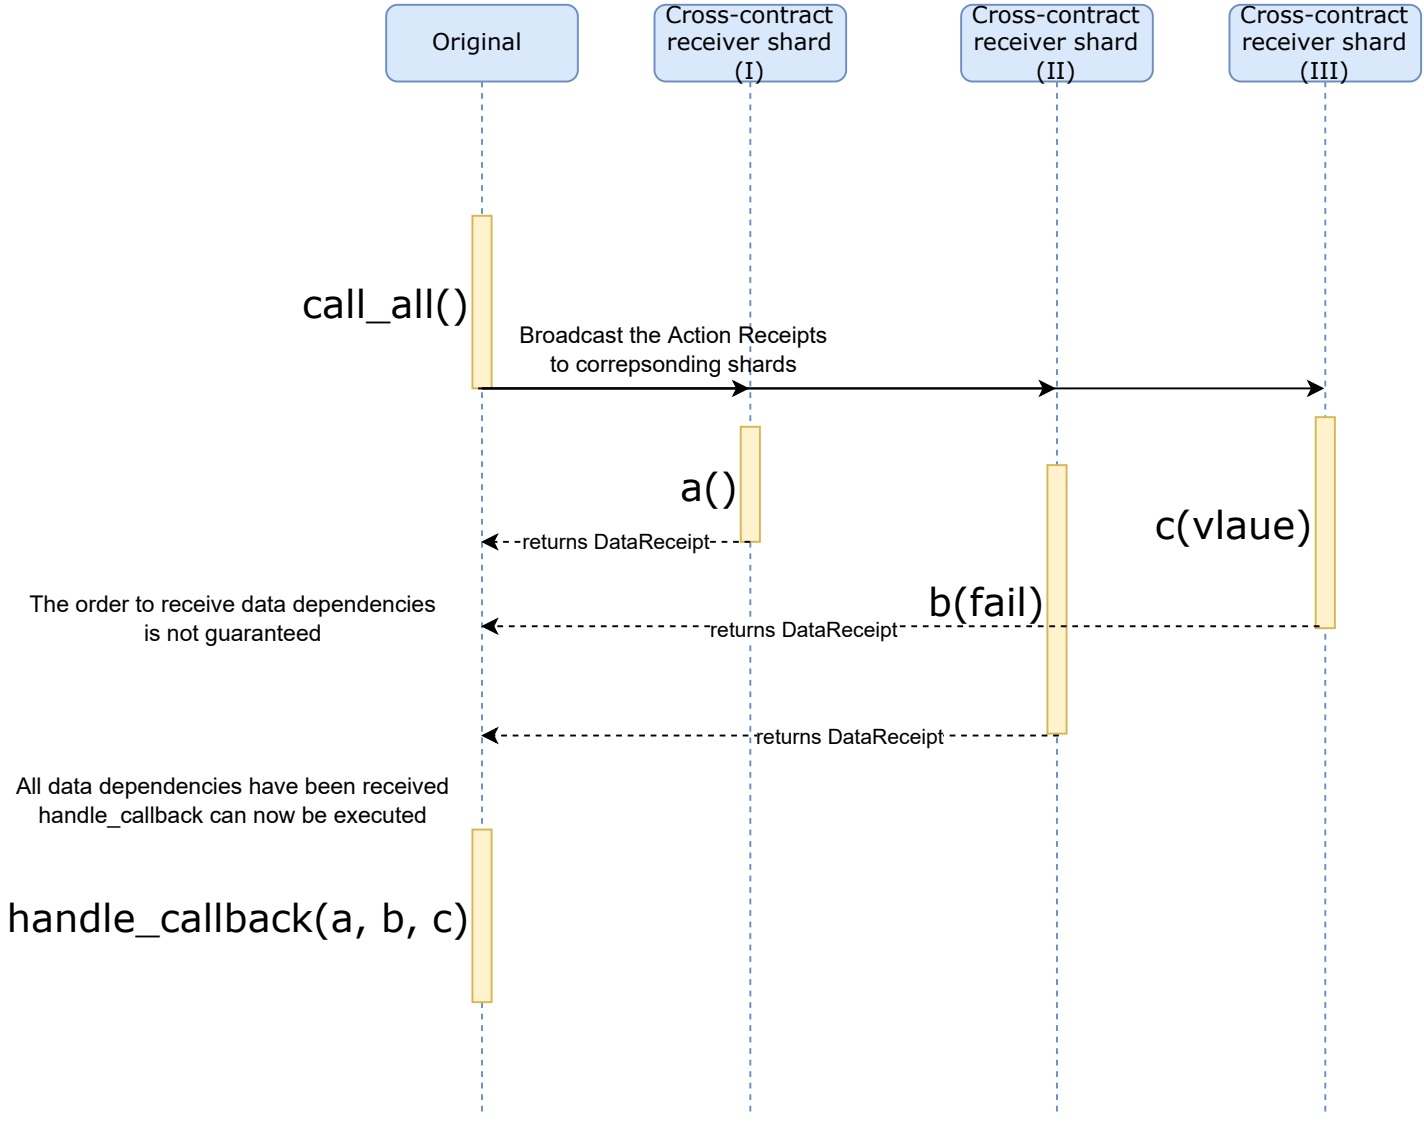 Original
Cross-contract
receiver shard
(I)
Cross-contract
receiver shard
(II)
Cross-contract
receiver shard
(III)
call_all()
Broadcast the Action Receipts
to correpsonding shards
a()
c(vlaue)
returns DataReceipt
b(fail)
The order to receive data dependencies
is not guaranteed
returns DataReceipt
returns DataReceipt
All data dependencies have been received
handle_callback can now be executed
handle_callback(a, b, c)